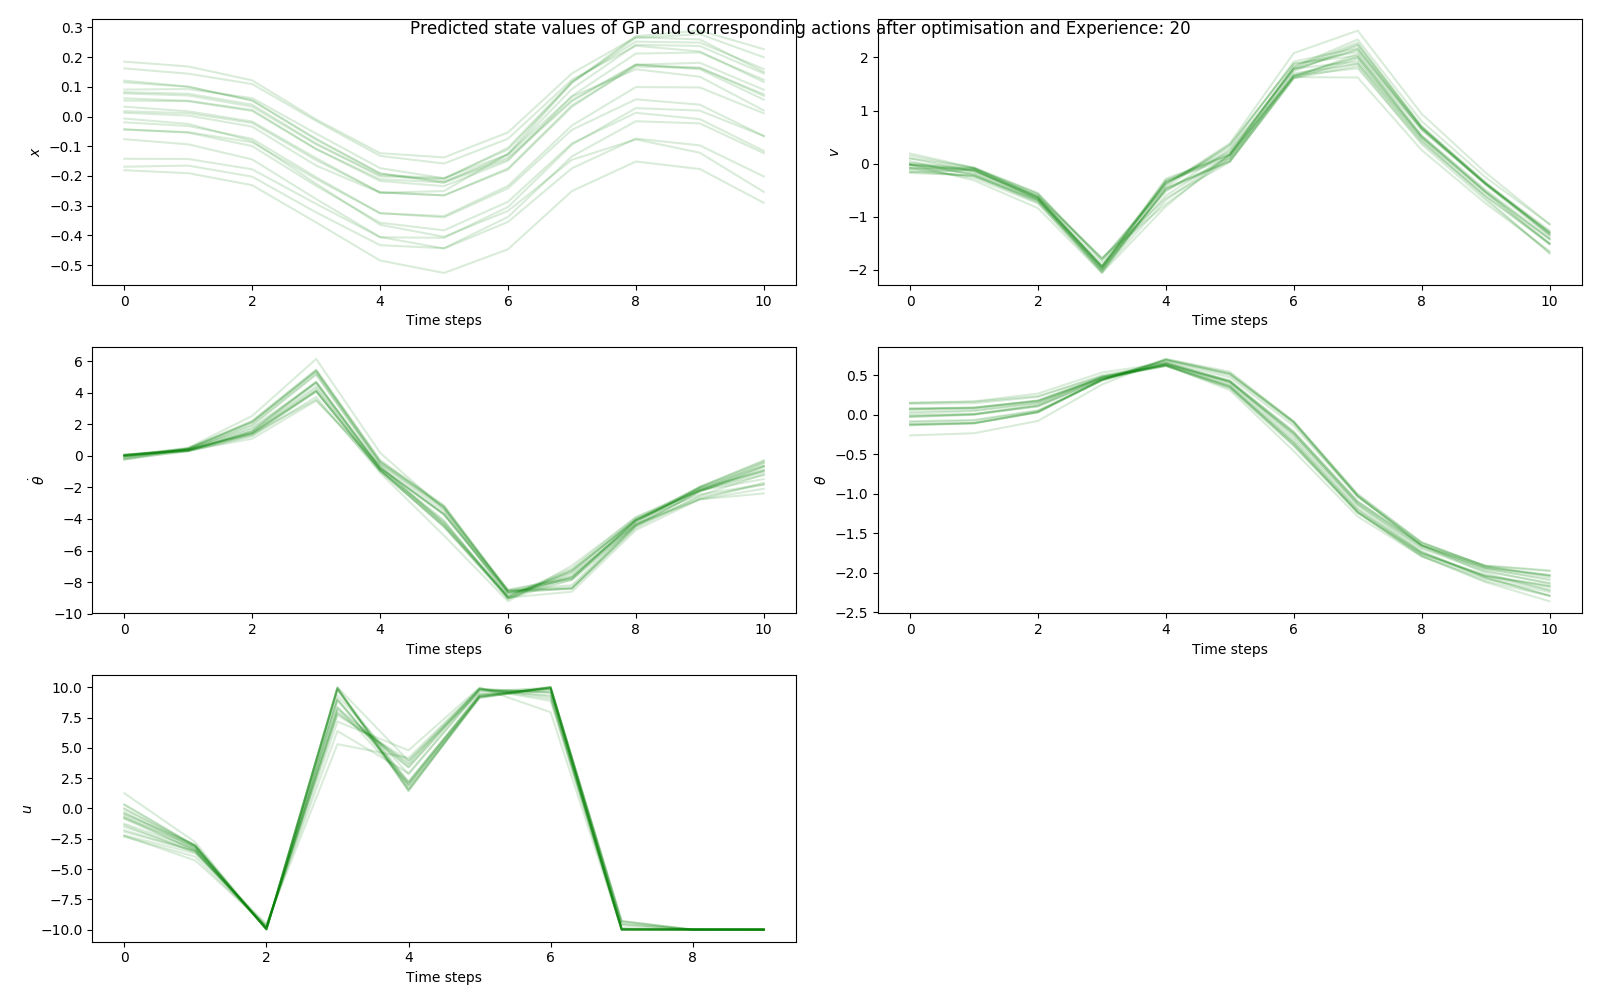 Predicted state values of GP and corresponding actions after optimisation and Experience: 20
0.3
0.2
0.1
0.0
−0.1
−0.2
−0.3
−0.4
−0.5
x
0 2 4 6 8 10
Time steps
2
1
0
−1
−2
v
0 2 4 6 8 10
Time steps
6
4
2
0
−2
−4
−6
−8
−10
θ̇
0 2 4 6 8 10
Time steps
0.5
0.0
−0.5
−1.0
−1.5
−2.0
−2.5
θ
0 2 4 6 8 10
Time steps
10.0
7.5
5.0
2.5
0.0
−2.5
−5.0
−7.5
−10.0
u
0 2 4 6 8
Time steps